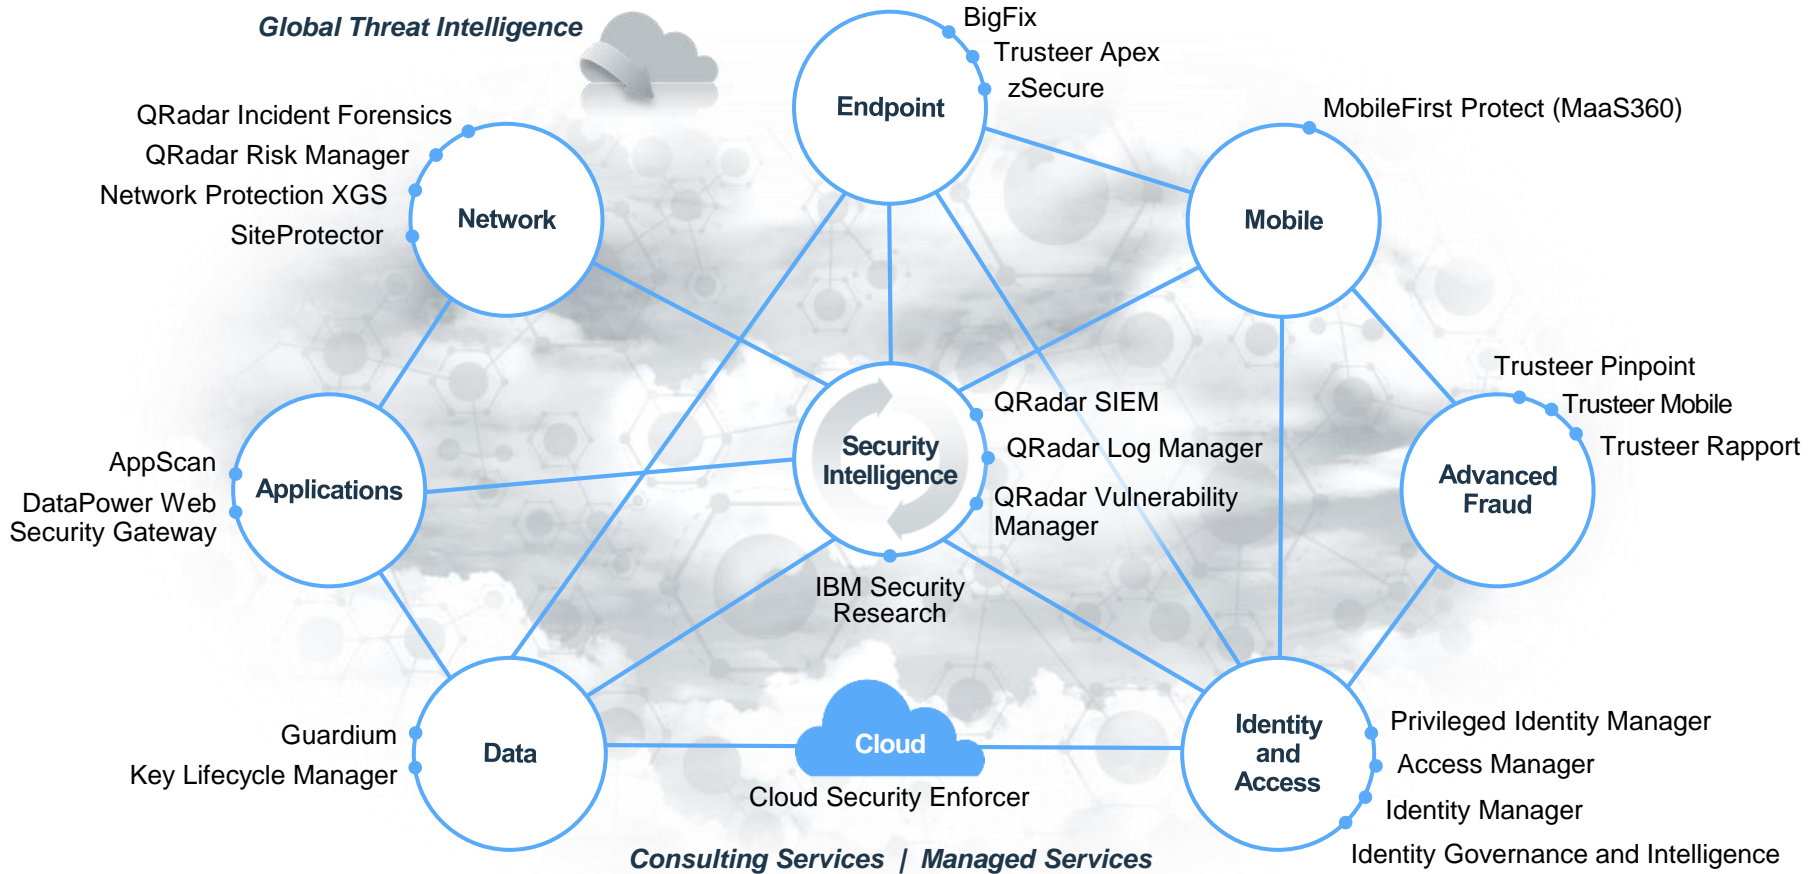 Global Threat Intelligence
BigFix
Trusteer Apex
zSecure
Endpoint
QRadar Incident Forensics
QRadar Risk Manager
Network Protection XGS
SiteProtector
Network
MobileFirst Protect (MaaS360)
Mobile
Trusteer Pinpoint
Trusteer Mobile
Trusteer Rapport
Advanced
Fraud
AppScan
DataPower Web
Security Gateway
Applications
Security
Intelligence
QRadar SIEM
QRadar Log Manager
QRadar Vulnerability
Manager
IBM Security
Research
Guardium
Key Lifecycle Manager
Data
Cloud
Cloud Security Enforcer
Identity
and
Access
Privileged Identity Manager
Access Manager
Identity Manager
Identity Governance and Intelligence
Consulting Services | Managed Services